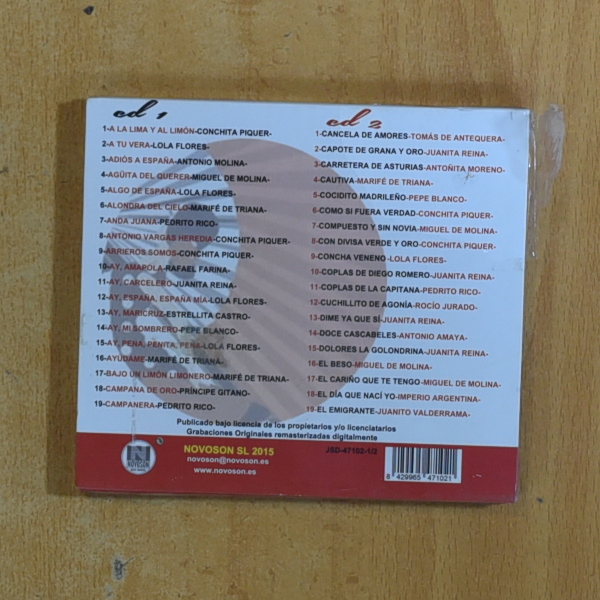 cd 1
1-A LA LIMA Y AL LIMÓN-CONCHITA PIQUER-
2-A TU VERA-LOLA FLORES-
3-ADIÓS A ESPAÑA-ANTONIO MOLINA-
4-AGÜITA DEL QUERER-MIGUEL DE MOLINA-
5-ALGO DE ESPAÑA-LOLA FLORES-
6-ALONDRA DEL CIELO-MARIFÉ DE TRIANA-
7-ANDA JUANA-PEDRITO RICO-
8-ANTONIO VARGAS HEREDIA-CONCHITA PIQUER-
9-ARRIEROS SOMOS-CONCHITA PIQUER-
10-AY, AMAPOLA-RAFAEL FARINA-
11-AY, CARCELERO-JUANITA REINA-
12-AY, ESPAÑA, ESPAÑA MÍA-LOLA FLORES-
13-AY, MARICRUZ-ESTRELLITA CASTRO-
14-AY, MI SOMBRERO-PEPE BLANCO-
15-AY, PENA, PENITA, PENA-LOLA FLORES-
16-AYÚDAME-MARIFÉ DE TRIANA-
17-BAJO UN LIMÓN LIMONERO-MARIFÉ DE TRIANA-
18-CAMPANA DE ORO-PRÍNCIPE GITANO-
19-CAMPANERA-PEDRITO RICO-
cd 2
1-CANCELA DE AMORES-TOMÁS DE ANTEQUERA-
2-CAPOTE DE GRANA Y ORO-JUANITA REINA-
3-CARRETERA DE ASTURIAS-ANTOÑITA MORENO-
4-CAUTIVA-MARIFÉ DE TRIANA-
5-COCIDITO MADRILEÑO-PEPE BLANCO-
6-COMO SI FUERA VERDAD-CONCHITA PIQUER-
7-COMPUESTO Y SIN NOVIA-MIGUEL DE MOLINA-
8-CON DIVISA VERDE Y ORO-CONCHITA PIQUER-
9-CONCHA VENENO-LOLA FLORES-
10-COPLAS DE DIEGO ROMERO-JUANITA REINA-
11-COPLAS DE LA CAPITANA-PEDRITO RICO-
12-CUCHILLITO DE AGONÍA-ROCÍO JURADO-
13-DIME YA QUE SÍ-JUANITA REINA-
14-DOCE CASCABELES-ANTONIO AMAYA-
15-DOLORES LA GOLONDRINA-JUANITA REINA-
16-EL BESO-MIGUEL DE MOLINA-
17-EL CARIÑO QUE TE TENGO-MIGUEL DE MOLINA-
18-EL DÍA QUE NACÍ YO-IMPERIO ARGENTINA-
19-EL EMIGRANTE-JUANITO VALDERRAMA-
Publicado bajo licencia de los propietarios y/o licenciatarios
Grabaciones Originales remasterizadas digitalmente
NOVOSON
NOVOSON SL 2015
novoson@novoson.es
www.novoson.es
JSD-47102-1/2
8 429965 471021